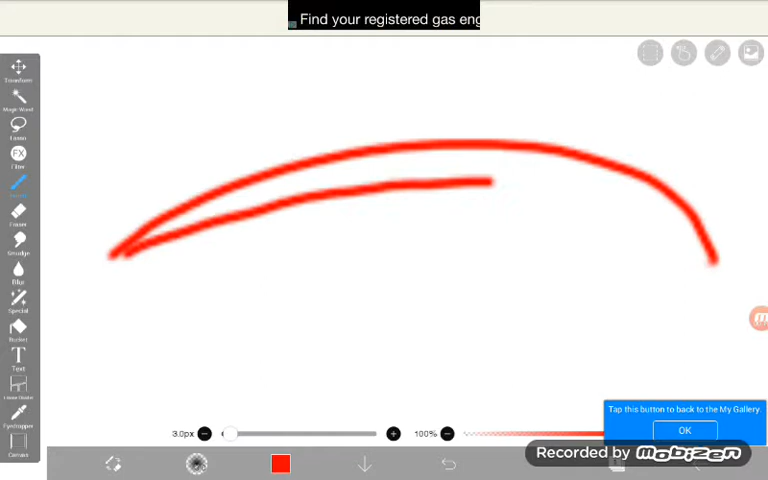 Find your registered gas eng
Transform
Magic Wand
Lasso
FX
Filter
Eraser
Smudge
Blur
Special
Bucket
T
Text
Frame Divider
Eyedropper
Canvas
Tap this button to back to the My Gallery.
OK
3.0px
100%
Recorded by mobizen